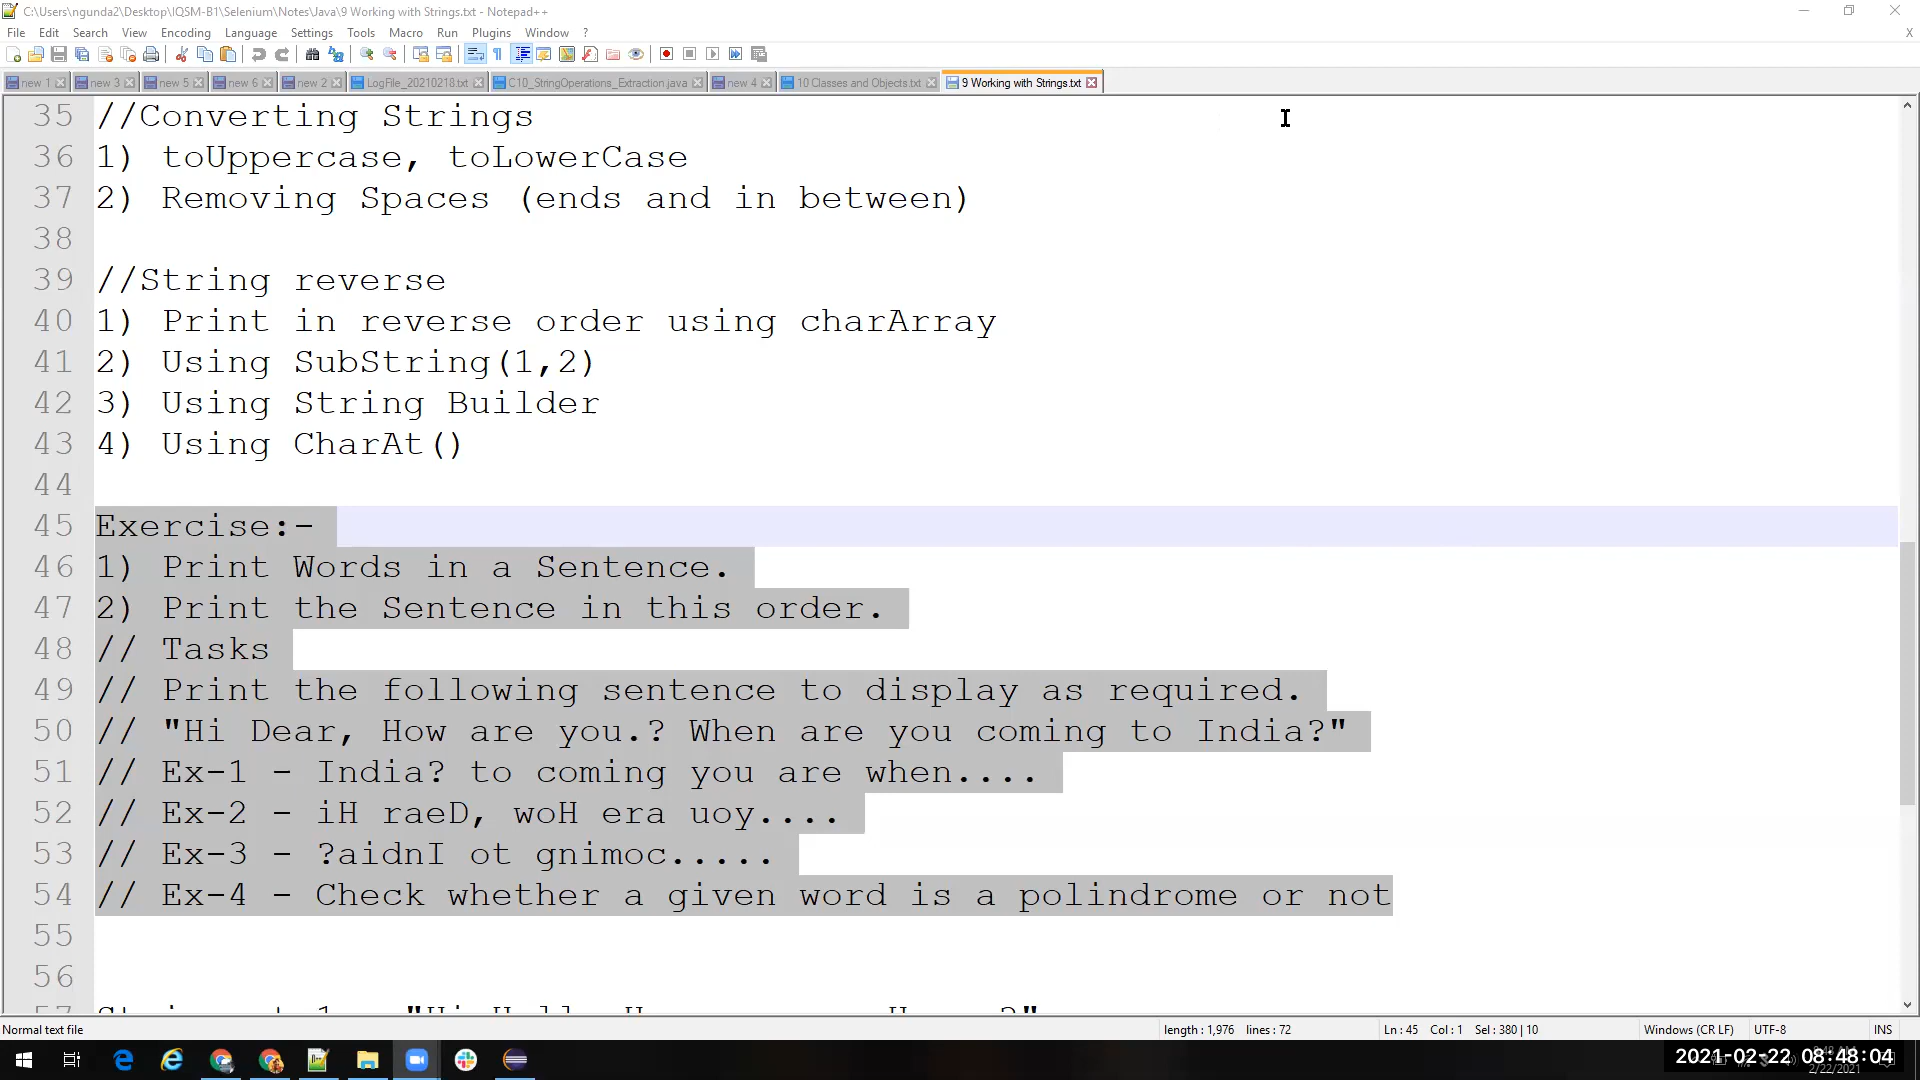 C:\Users\ngunda2\Desktop\IQSM-B1\Selenium\Notes\Java\9 Working with Strings.txt - Notepad++
File Edit Search View Encoding Language Settings Tools Macro Run Plugins Window ? X
new 1 new 3 new 5 new 6 new 2 LogFile_20210218.txt C10_StringOperations_Extraction.java new 4 10 Classes and Objects.txt 9 Working with Strings.txt
35 //Converting Strings
36 1) toUppercase, toLowerCase
37 2) Removing Spaces (ends and in between)
38
39 //String reverse
40 1) Print in reverse order using charArray
41 2) Using SubString(1,2)
42 3) Using String Builder
43 4) Using CharAt()
44
45 Exercise:-
46 1) Print Words in a Sentence.
47 2) Print the Sentence in this order.
48 // Tasks
49 // Print the following sentence to display as required.
50 // "Hi Dear, How are you.? When are you coming to India?"
51 // Ex-1 - India? to coming you are when....
52 // Ex-2 - iH raeD, woH era uoy....
53 // Ex-3 - ?aidnI ot gnimoc.....
54 // Ex-4 - Check whether a given word is a polindrome or not
55
56
Normal text file length : 1,976 lines : 72 Ln : 45 Col : 1 Sel : 380 | 10 Windows (CR LF) UTF-8 INS
2021-02-22 08:48:04
2/22/2021